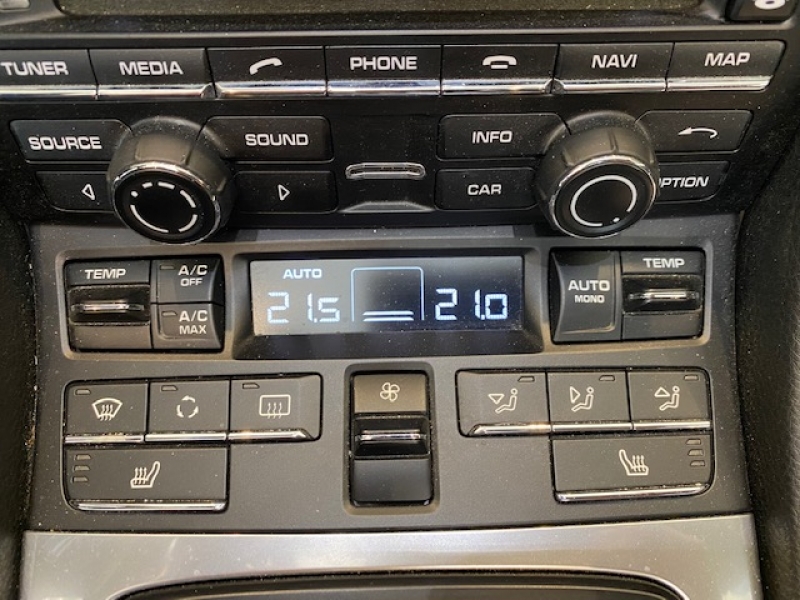 TUNER MEDIA PHONE NAVI MAP
SOURCE SOUND INFO
CAR OPTION
TEMP A/C OFF AUTO AUTO MONO TEMP
21.5 21.0
A/C MAX